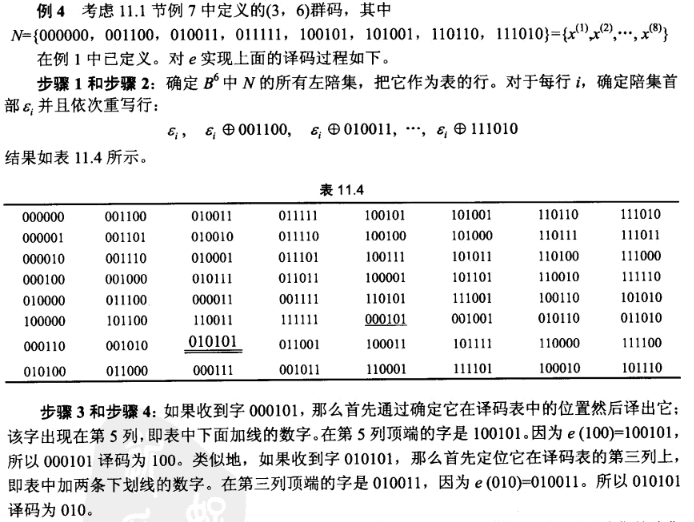 例 4 考虑 11.1 节例 7 中定义的(3，6)群码，其中
N={000000，001100，010011，011111，100101，101001，110110，111010}={x⁽¹⁾,x⁽²⁾,⋯, x⁽⁸⁾}
在例 1 中已定义。对 e 实现上面的译码过程如下。
步骤 1 和步骤 2：确定 B⁶ 中 N 的所有左陪集，把它作为表的行。对于每行 i，确定陪集首
部 εᵢ 并且依次重写行：
εᵢ， εᵢ ⊕ 001100， εᵢ ⊕ 010011， ⋯， εᵢ ⊕ 111010
结果如表 11.4 所示。
表 11.4
000000 001100 010011 011111 100101 101001 110110 111010
000001 001101 010010 011110 100100 101000 110111 111011
000010 001110 010001 011101 100111 101011 110100 111000
000100 001000 010111 011011 100001 101101 110010 111110
010000 011100 000011 001111 110101 111001 100110 101010
100000 101100 110011 111111 000101 001001 010110 011010
000110 001010 010101 011001 100011 101111 110000 111100
010100 011000 000111 001011 110001 111101 100010 101110
步骤 3 和步骤 4：如果收到字 000101，那么首先通过确定它在译码表中的位置然后译出它；
该字出现在第 5 列，即表中下面加线的数字。在第 5 列顶端的字是 100101。因为 e (100)=100101，
所以 000101 译码为 100。类似地，如果收到字 010101，那么首先定位它在译码表的第三列上，
即表中加两条下划线的数字。在第三列顶端的字是 010011，因为 e (010)=010011。所以 010101
译码为 010。